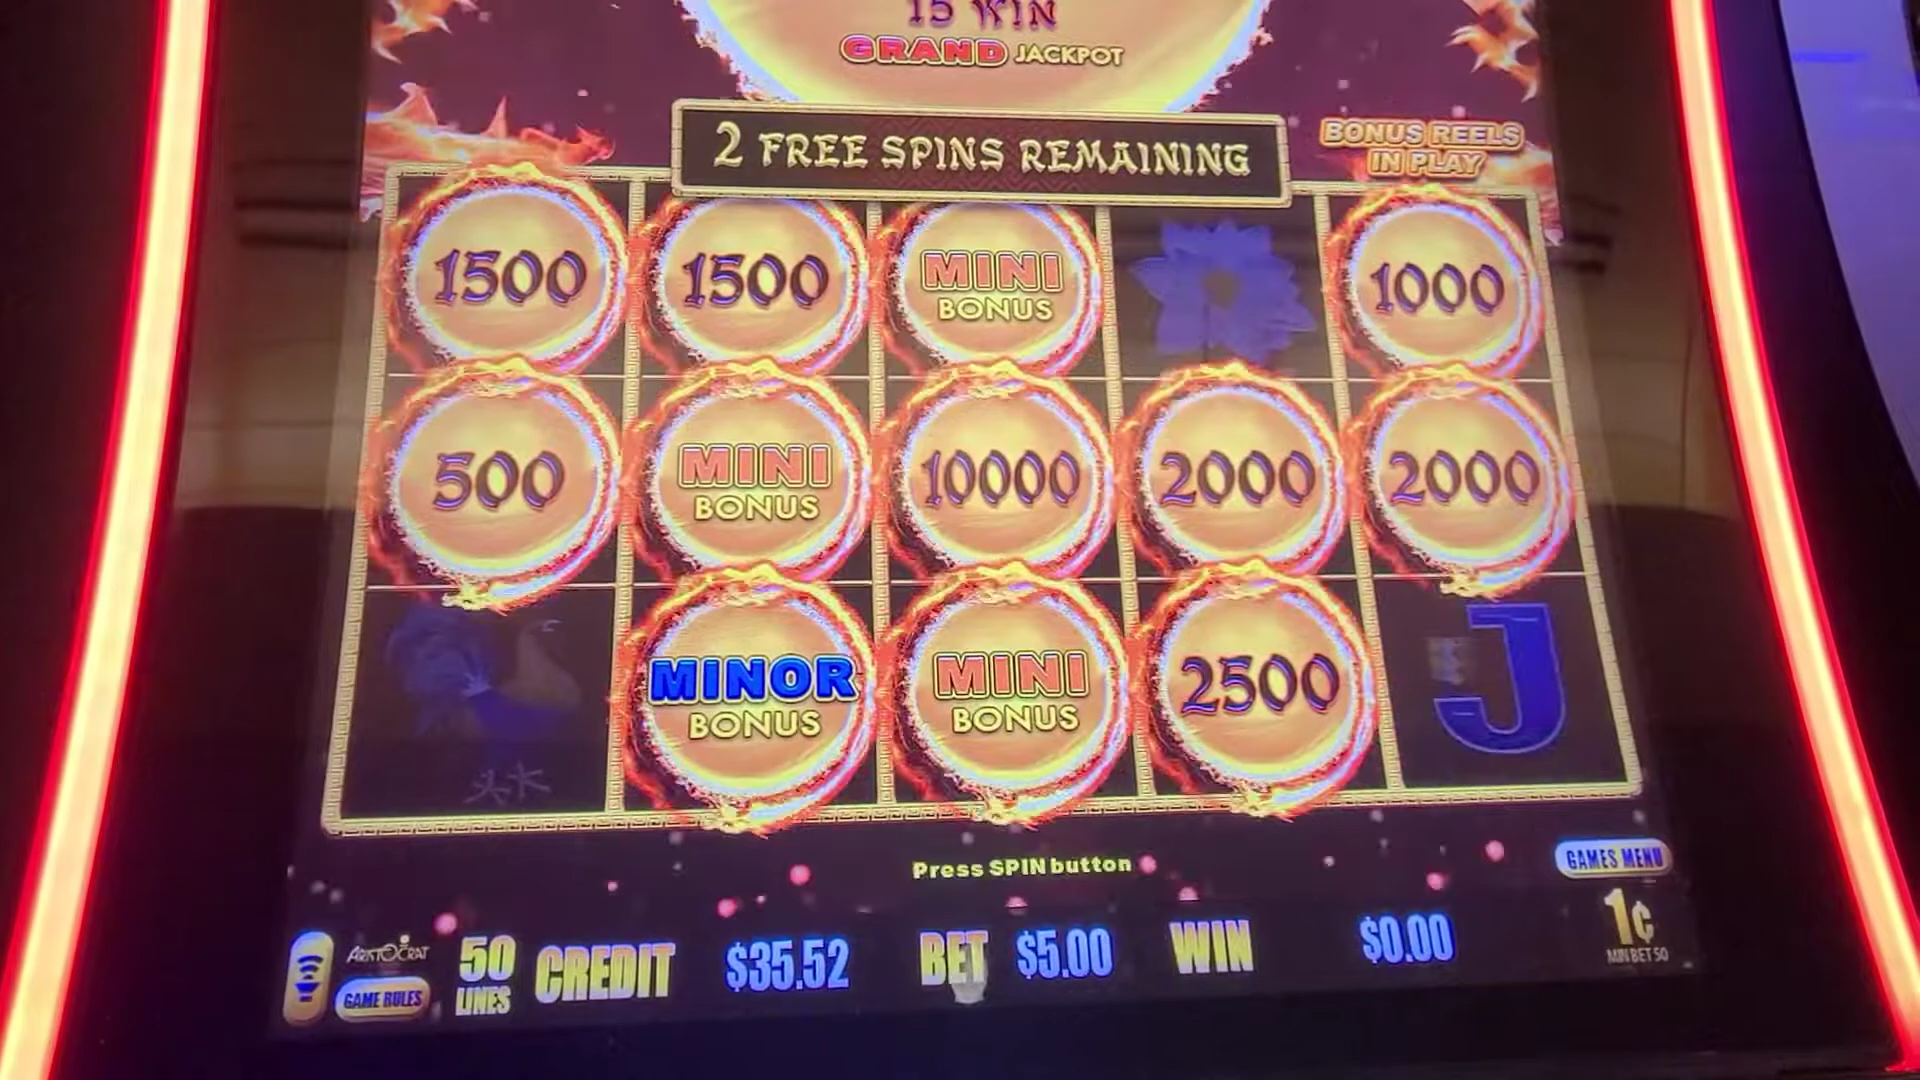 15 WIN
GRAND JACKPOT
2 FREE SPINS REMAINING
BONUS REELS
IN PLAY
1500
1500
MINI
BONUS
1000
500
MINI
BONUS
10000
2000
2000
MINOR
BONUS
MINI
BONUS
2500
J
Press SPIN button
GAMES MENU
ARISTOCRAT
GAME RULES
50
LINES
CREDIT $35.52
BET $5.00
WIN $0.00
1¢
MIN BET 50